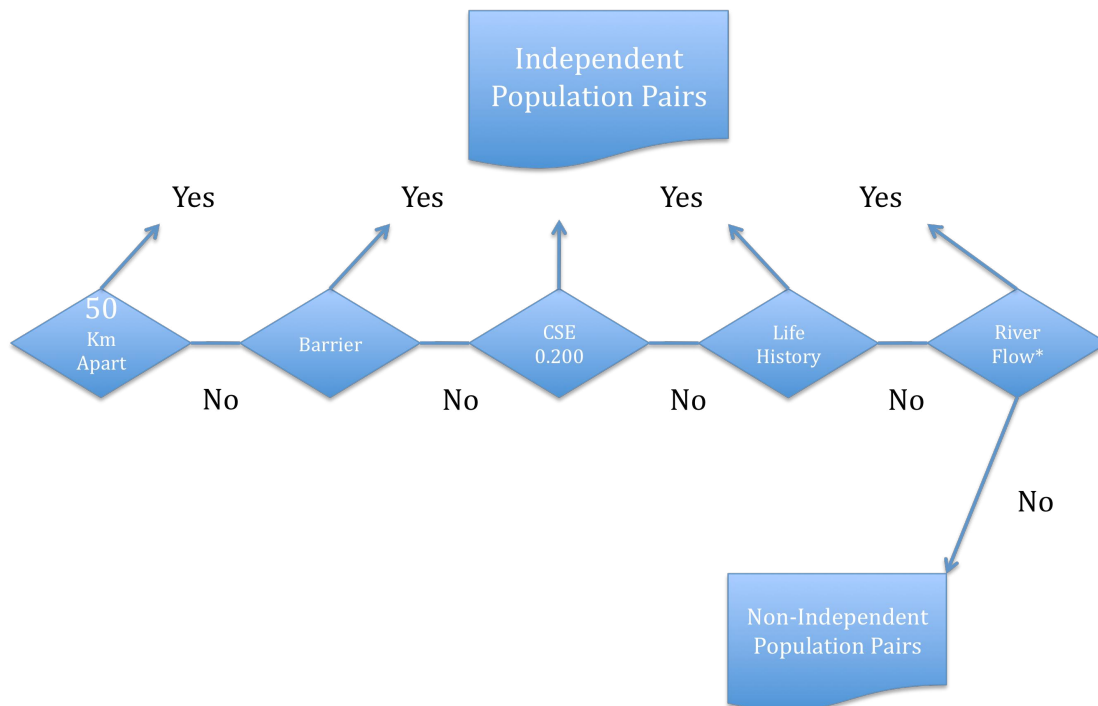 Independent
Population Pairs
Yes
Yes
Yes
Yes
50
Km
Apart
Barrier
CSE
0.200
Life
History
River
Flow*
No
No
No
No
No
Non-Independent
Population Pairs